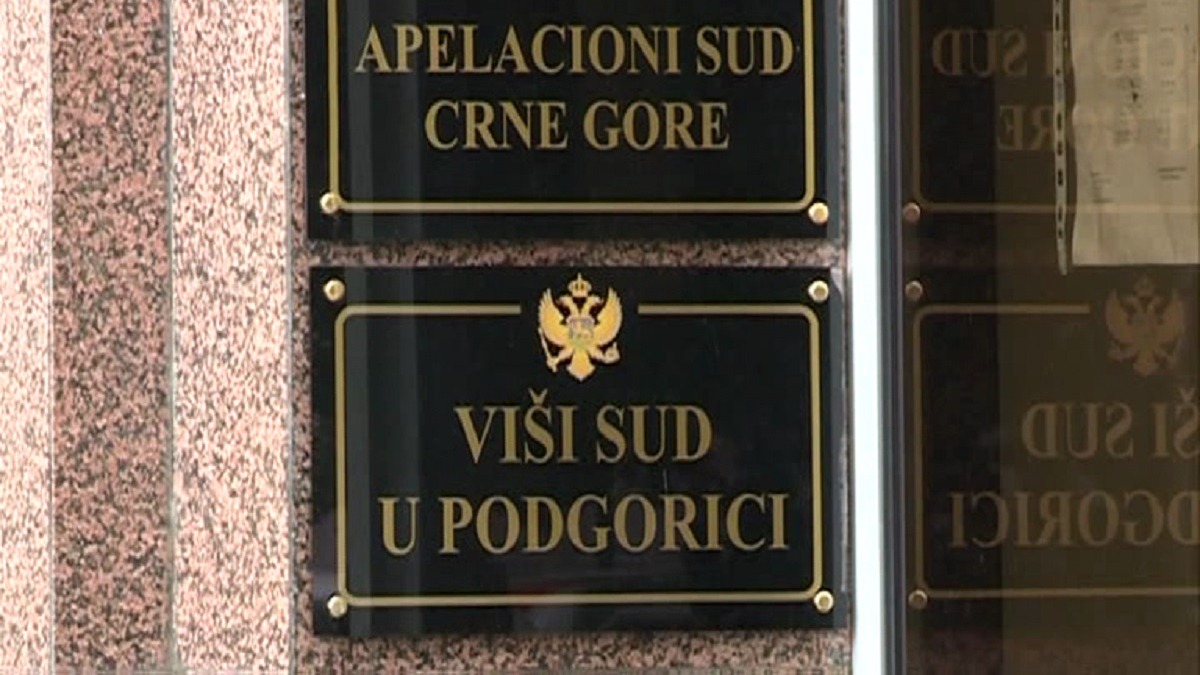 APELACIONI SUD
CRNE GORE
VIŠI SUD
U PODGORICI